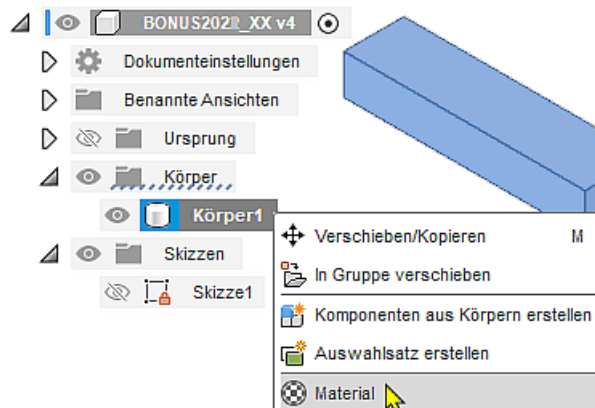 BONUS202_XX v4
Dokumenteinstellungen
Benannte Ansichten
Ursprung
Körper
Körper1
Verschieben/Kopieren M
In Gruppe verschieben
Skizzen
Skizze1
Komponenten aus Körpern erstellen
Auswahlsatz erstellen
Material